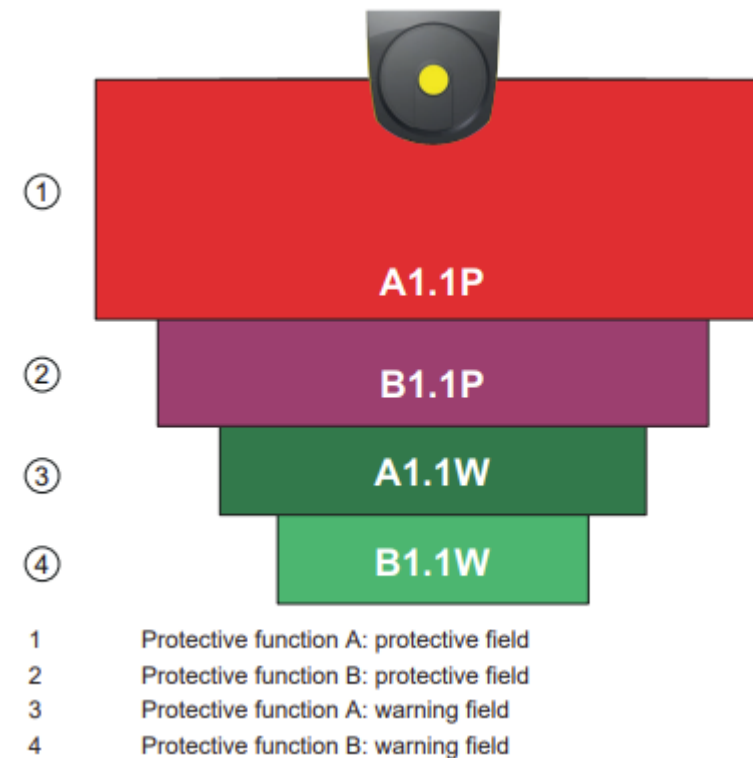 ①
A1.1P
②
B1.1P
③
A1.1W
④
B1.1W
1 Protective function A: protective field
2 Protective function B: protective field
3 Protective function A: warning field
4 Protective function B: warning field